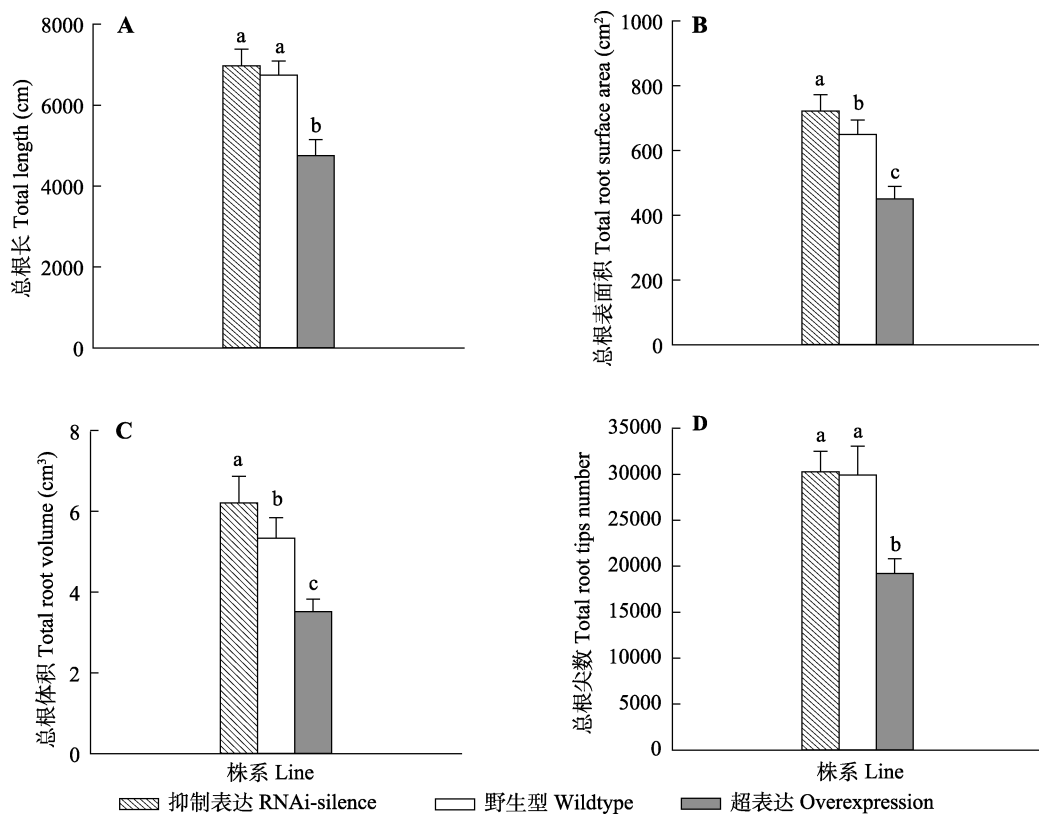 A
总根长 Total length (cm)
8000
6000
4000
2000
0
a
a
b
B
总根表面积 Total root surface area (cm²)
1000
800
600
400
200
0
a
b
c
C
总根体积 Total root volume (cm³)
8
6
4
2
0
a
b
c
株系 Line
D
总根尖数 Total root tips number
35000
30000
25000
20000
15000
10000
5000
0
a
a
b
株系 Line
抑制表达 RNAi-silence 野生型 Wildtype 超表达 Overexpression